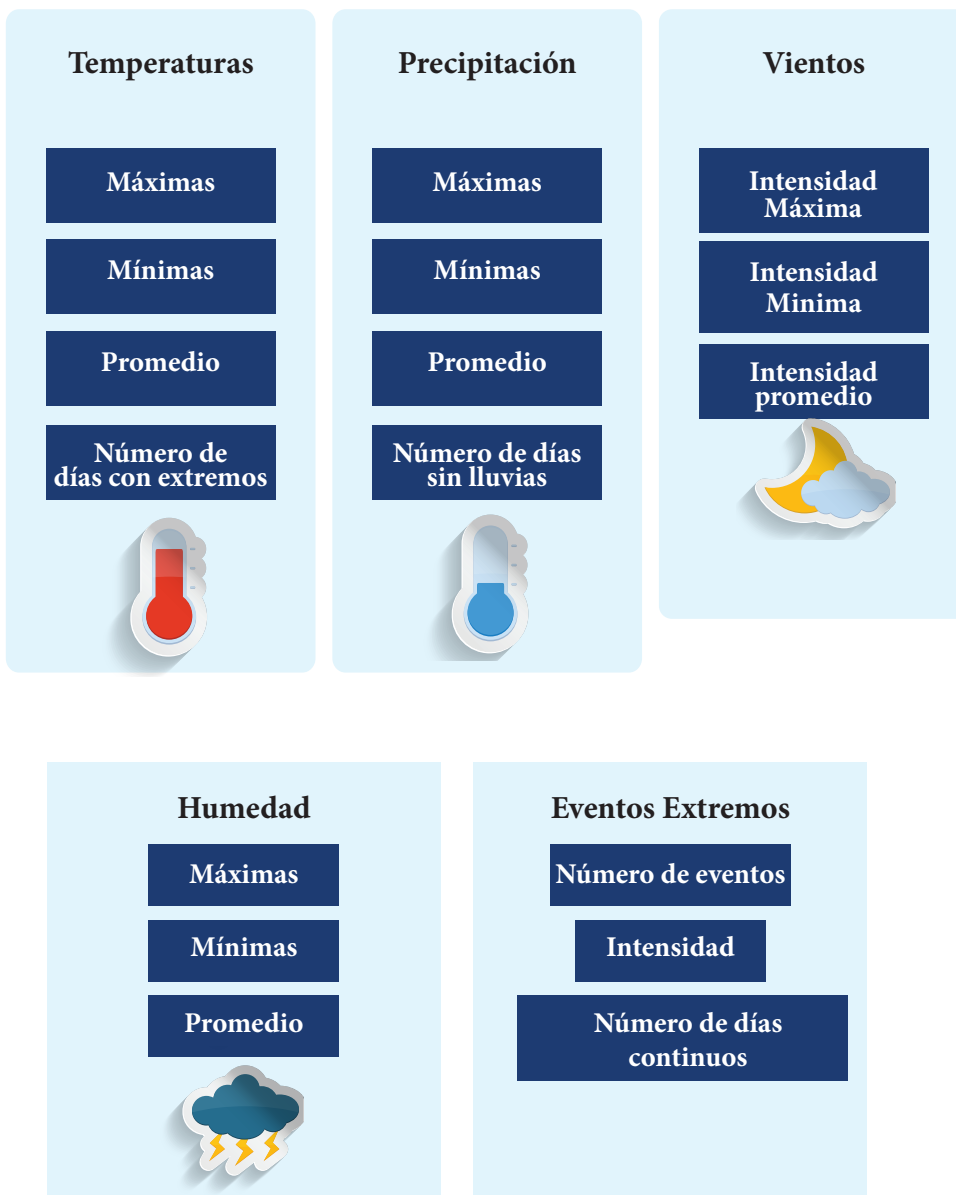 Temperaturas
Máximas
Mínimas
Promedio
Número de
días con extremos
Precipitación
Máximas
Mínimas
Promedio
Número de días
sin lluvias
Vientos
Intensidad
Máxima
Intensidad
Minima
Intensidad
promedio
Humedad
Máximas
Mínimas
Promedio
Eventos Extremos
Número de eventos
Intensidad
Número de días
continuos